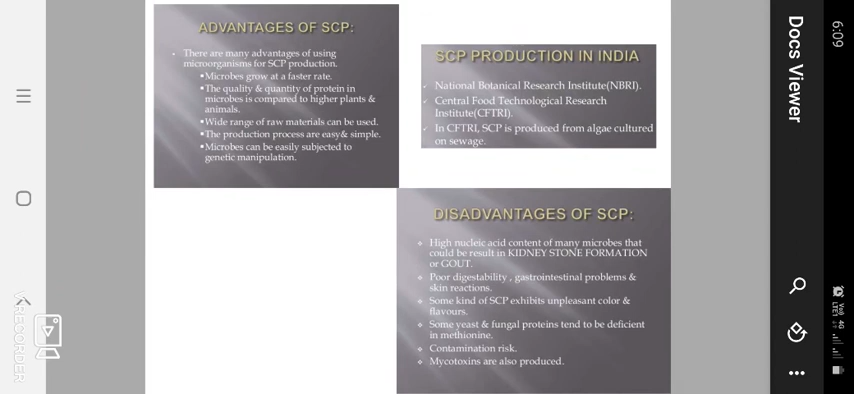 ADVANTAGES OF SCP:
There are many advantages of using
microorganisms for SCP production.
▪Microbes grow at a faster rate.
▪The quality & quantity of protein in
microbes is compared to higher plants &
animals.
▪Wide range of raw materials can be used.
▪The production process are easy& simple.
▪Microbes can be easily subjected to
genetic manipulation.
SCP PRODUCTION IN INDIA
✓ National Botanical Research Institute(NBRI).
✓ Central Food Technological Research
Institute(CFTRI).
✓ In CFTRI, SCP is produced from algae cultured
on sewage.
DISADVANTAGES OF SCP:
❖ High nucleic acid content of many microbes that
could be result in KIDNEY STONE FORMATION
or GOUT.
❖ Poor digestability , gastrointestinal problems &
skin reactions.
❖ Some kind of SCP exhibits unpleasant color &
flavours.
❖ Some yeast & fungal proteins tend to be deficient
in methionine.
❖ Contamination risk.
❖ Mycotoxins are also produced.
Docs Viewer
6:09
4G
RECORDER